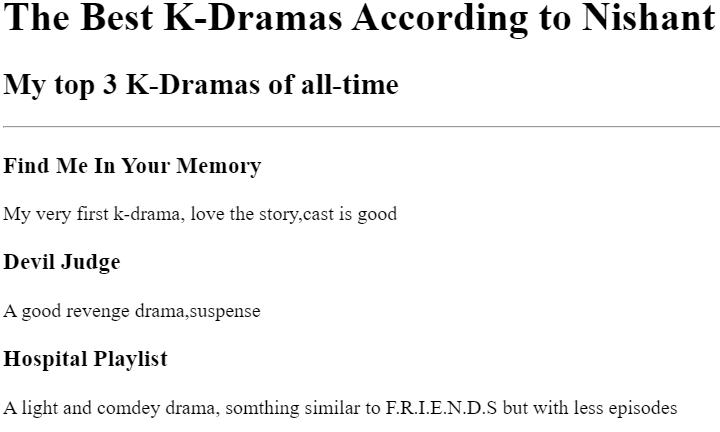 The Best K-Dramas According to Nishant
My top 3 K-Dramas of all-time
Find Me In Your Memory
My very first k-drama, love the story,cast is good
Devil Judge
A good revenge drama,suspense
Hospital Playlist
A light and comdey drama, somthing similar to F.R.I.E.N.D.S but with less episodes